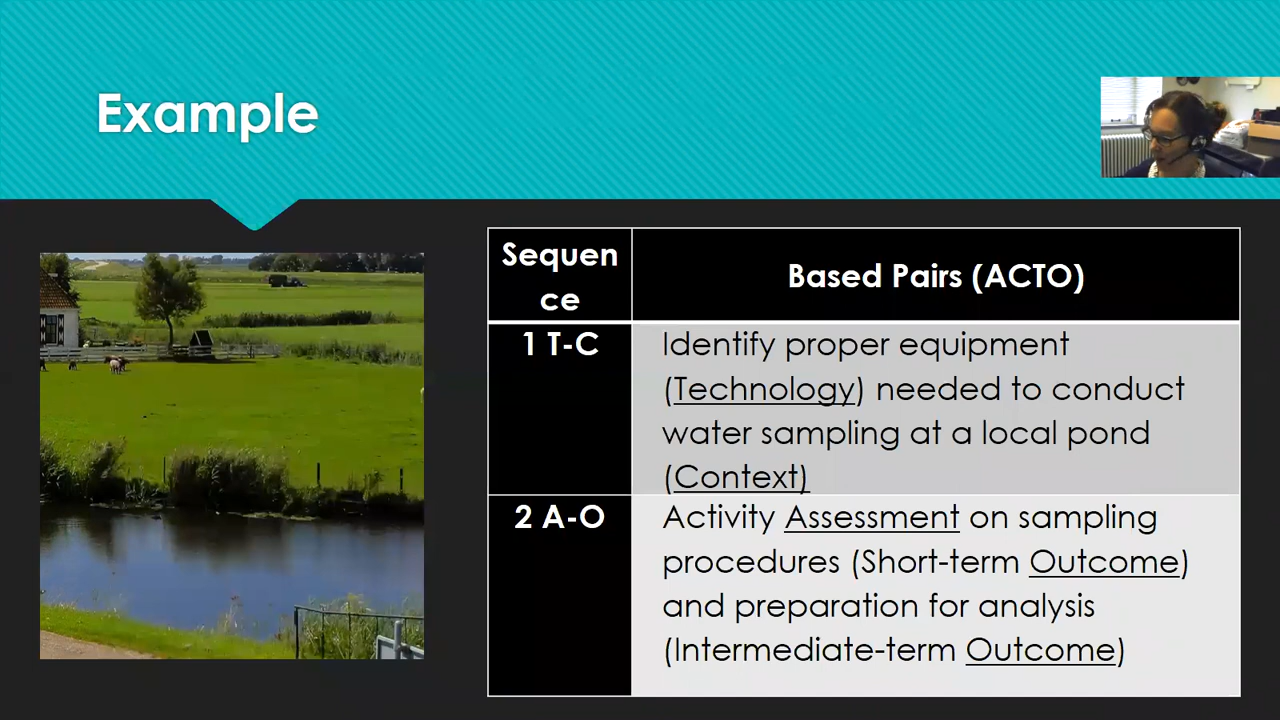 Example
Sequen
ce
Based Pairs (ACTO)
1 T-C
Identify proper equipment
(Technology) needed to conduct
water sampling at a local pond
(Context)
2 A-O
Activity Assessment on sampling
procedures (Short-term Outcome)
and preparation for analysis
(Intermediate-term Outcome)